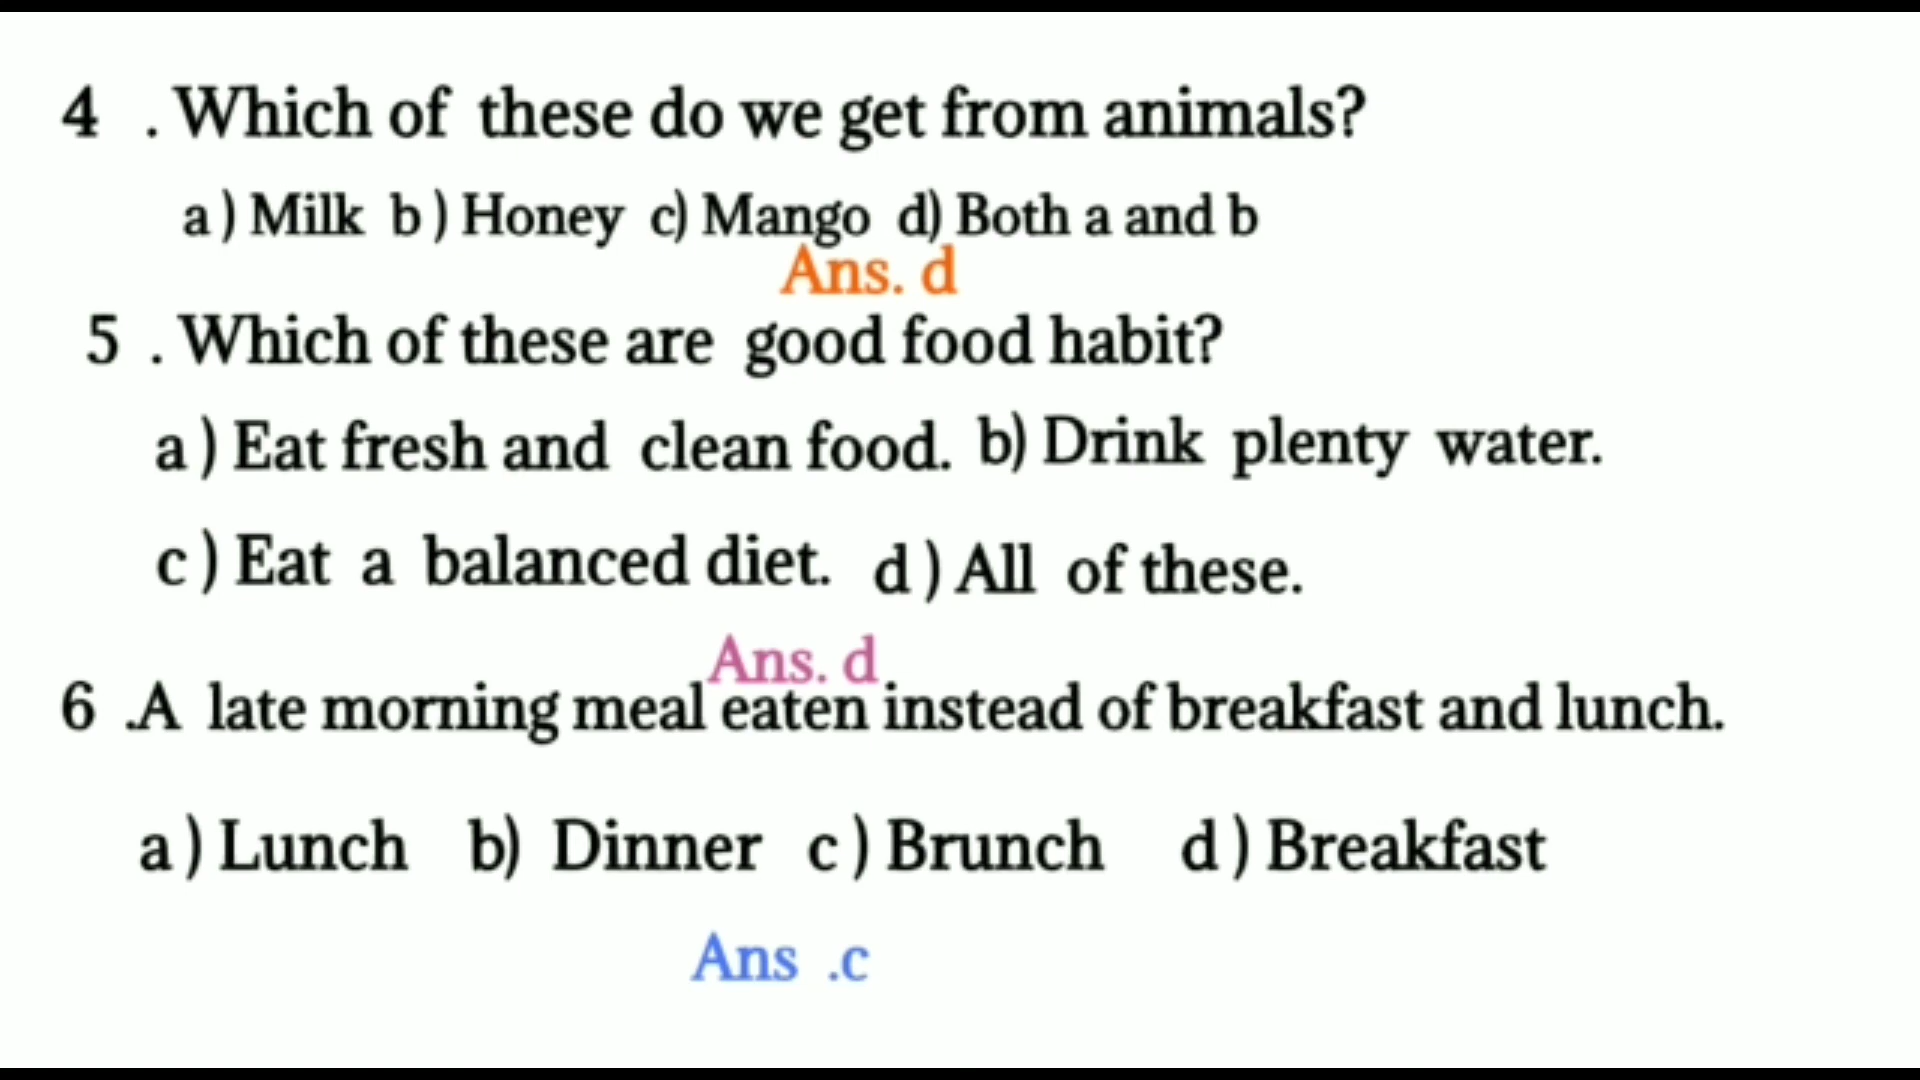 4 . Which of these do we get from animals?
a ) Milk b ) Honey c) Mango d) Both a and b
Ans. d
5 . Which of these are good food habit?
a ) Eat fresh and clean food. b) Drink plenty water.
c ) Eat a balanced diet. d ) All of these.
Ans. d
6 .A late morning meal eaten instead of breakfast and lunch.
a ) Lunch b) Dinner c ) Brunch d ) Breakfast
Ans .c